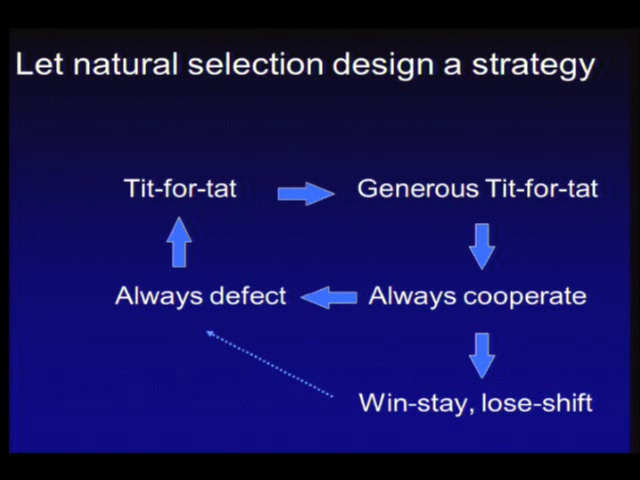 Let natural selection design a strategy
Tit-for-tat
Generous Tit-for-tat
Always defect
Always cooperate
Win-stay, lose-shift